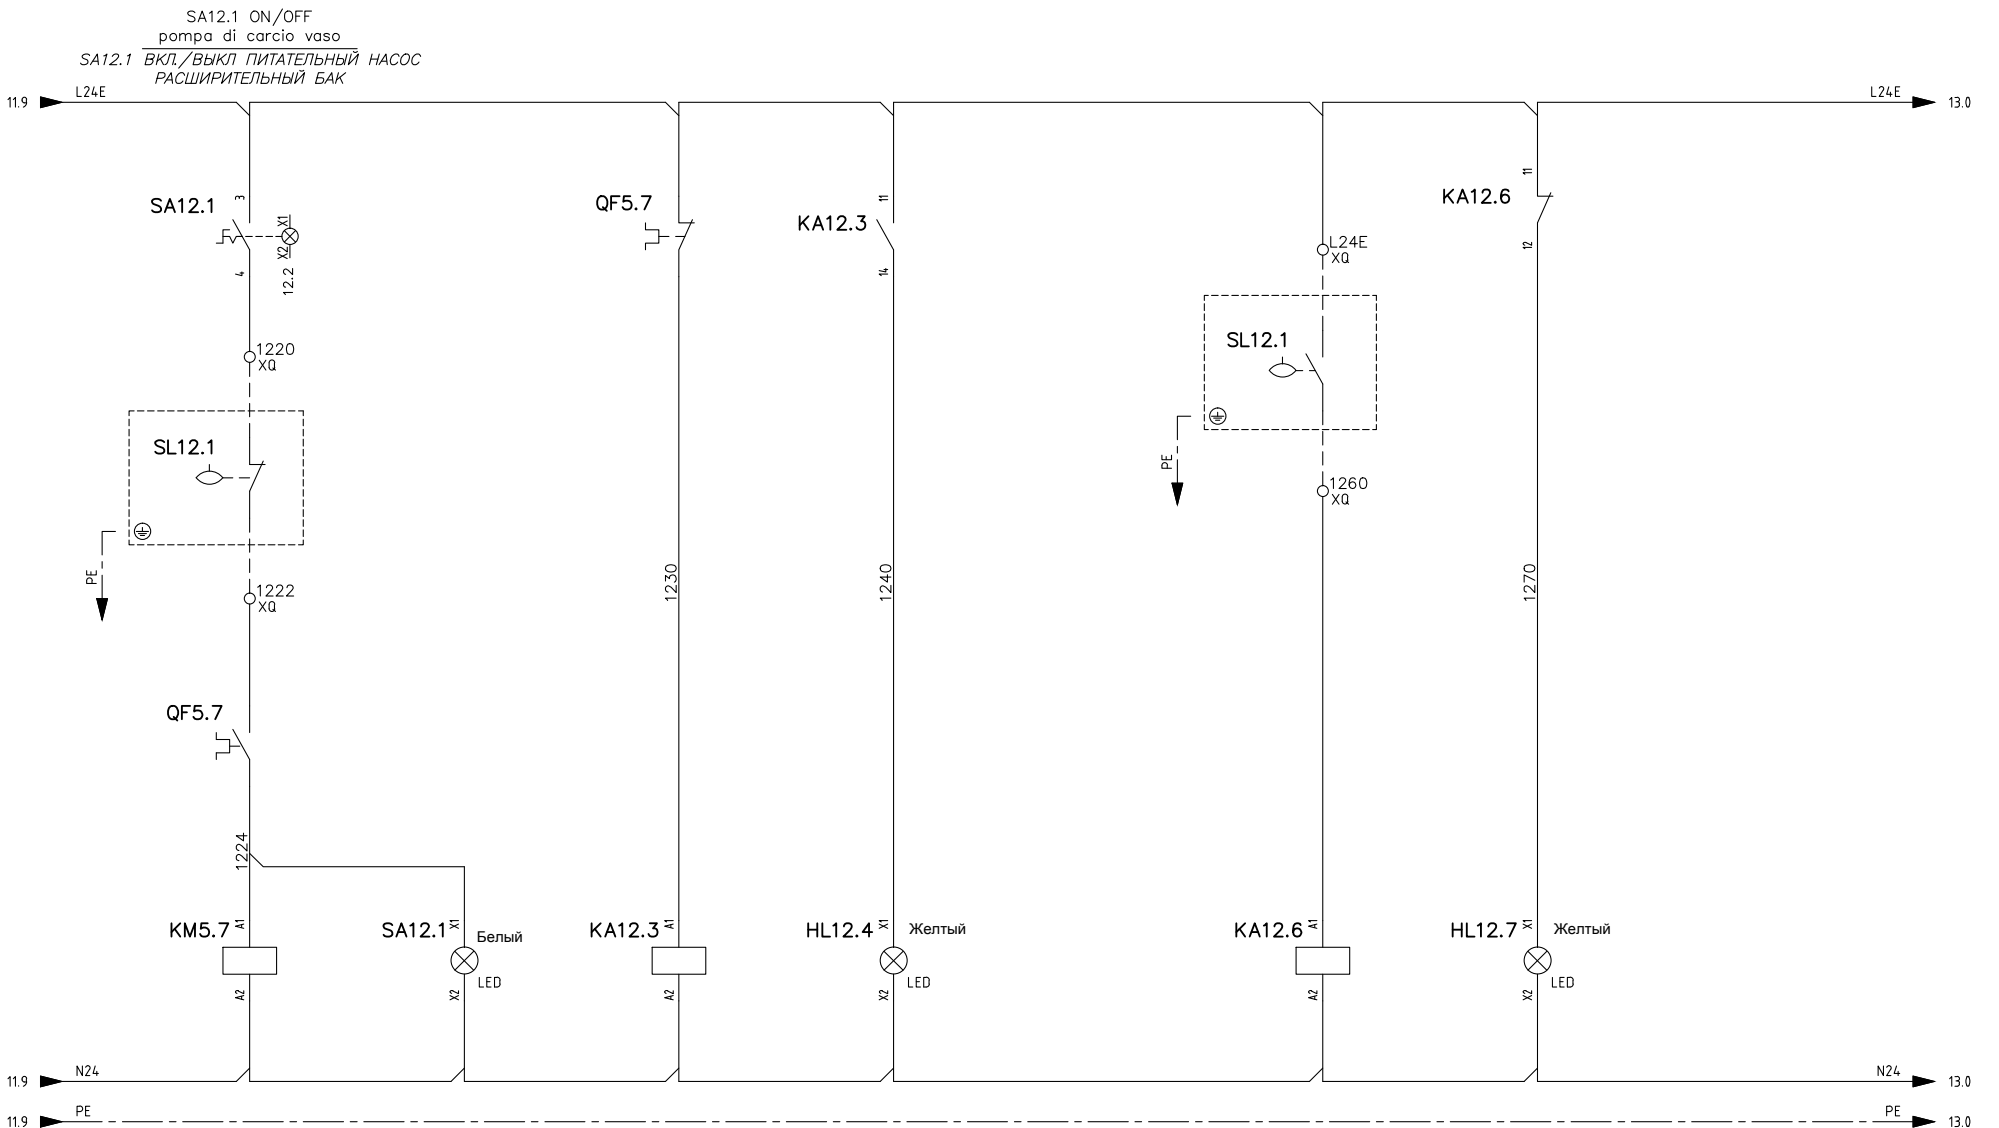 SA12.1 ON/OFF
pompa di carcio vaso
SA12.1 ВКЛ./ВЫКЛ ПИТАТЕЛЬНЫЙ НАСОС
РАСШИРИТЕЛЬНЫЙ БАК
11.9 L24E L24E 13.0
SA12.1 3 4 X1 X2 12.2
QF5.7
KA12.3 11 14
L24E
XQ
KA12.6 11 12
1220
XQ
SL12.1
SL12.1
PE
1260
XQ
PE
1222
XQ
1230
1240
1270
QF5.7
1224
KM5.7 A1 A2
SA12.1 X1 Белый
LED X2
KA12.3 A1 A2
HL12.4 X1 Желтый
LED X2
KA12.6 A1 A2
HL12.7 X1 Желтый
LED X2
11.9 N24 N24 13.0
11.9 PE PE 13.0